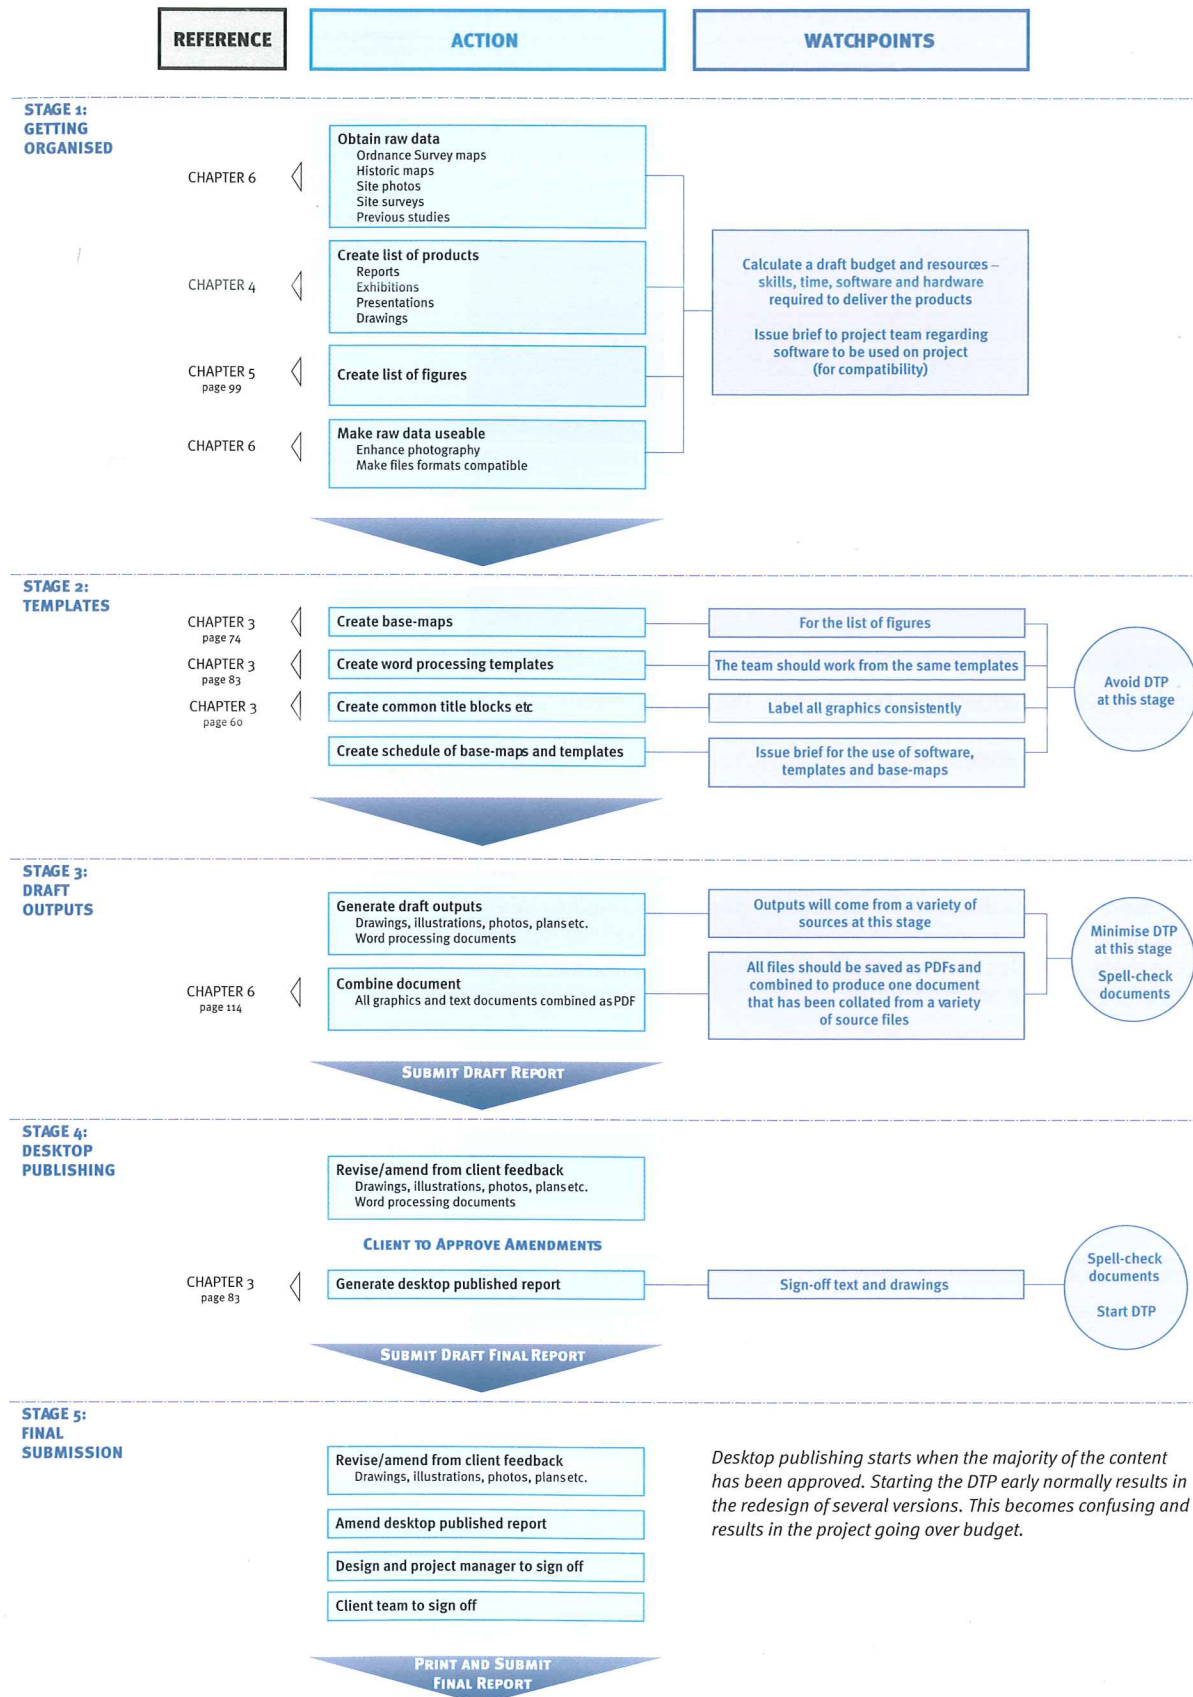 REFERENCE
ACTION
WATCHPOINTS
STAGE 1:
GETTING
ORGANISED
CHAPTER 6
Obtain raw data
Ordnance Survey maps
Historic maps
Site photos
Site surveys
Previous studies
CHAPTER 4
Create list of products
Reports
Exhibitions
Presentations
Drawings
CHAPTER 5
page 99
Create list of figures
CHAPTER 6
Make raw data useable
Enhance photography
Make files formats compatible
Calculate a draft budget and resources –
skills, time, software and hardware
required to deliver the products
Issue brief to project team regarding
software to be used on project
(for compatibility)
STAGE 2:
TEMPLATES
CHAPTER 3
page 74
Create base-maps
For the list of figures
CHAPTER 3
page 83
Create word processing templates
The team should work from the same templates
CHAPTER 3
page 60
Create common title blocks etc
Label all graphics consistently
Create schedule of base-maps and templates
Issue brief for the use of software,
templates and base-maps
Avoid DTP
at this stage
STAGE 3:
DRAFT
OUTPUTS
Generate draft outputs
Drawings, illustrations, photos, plans etc.
Word processing documents
Outputs will come from a variety of
sources at this stage
CHAPTER 6
page 114
Combine document
All graphics and text documents combined as PDF
All files should be saved as PDFs and
combined to produce one document
that has been collated from a variety
of source files
Minimise DTP
at this stage
Spell-check
documents
SUBMIT DRAFT REPORT
STAGE 4:
DESKTOP
PUBLISHING
Revise/amend from client feedback
Drawings, illustrations, photos, plans etc.
Word processing documents
CLIENT TO APPROVE AMENDMENTS
CHAPTER 3
page 83
Generate desktop published report
Sign-off text and drawings
Spell-check
documents
Start DTP
SUBMIT DRAFT FINAL REPORT
STAGE 5:
FINAL
SUBMISSION
Revise/amend from client feedback
Drawings, illustrations, photos, plans etc.
Amend desktop published report
Design and project manager to sign off
Client team to sign off
Desktop publishing starts when the majority of the content
has been approved. Starting the DTP early normally results in
the redesign of several versions. This becomes confusing and
results in the project going over budget.
PRINT AND SUBMIT
FINAL REPORT